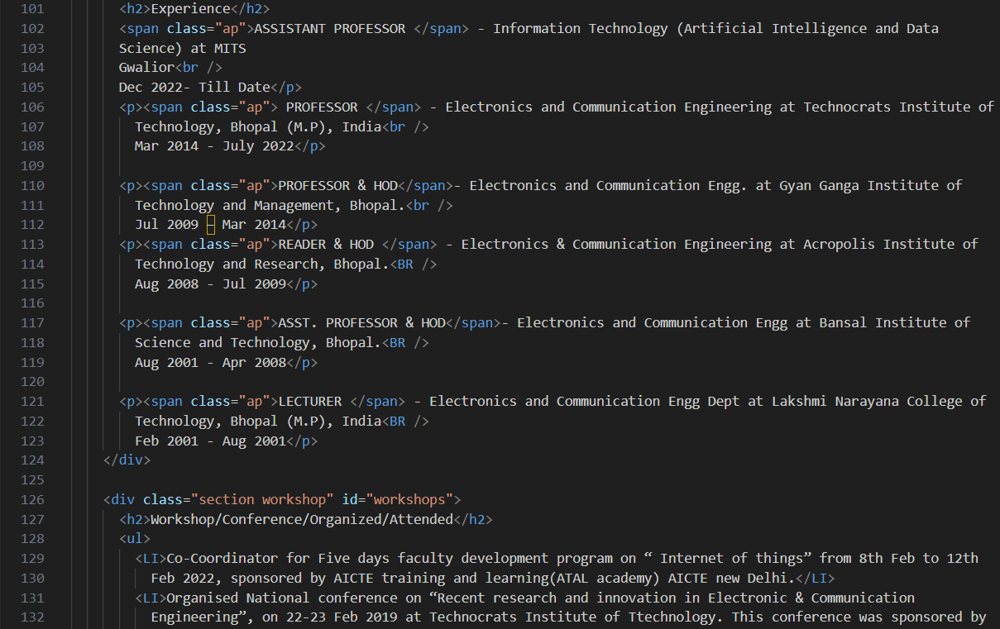 101 <h2>Experience</h2>
102 <span class="ap">ASSISTANT PROFESSOR </span> - Information Technology (Artificial Intelligence and Data
103 Science) at MITS
104 Gwalior<br />
105 Dec 2022- Till Date</p>
106 <p><span class="ap"> PROFESSOR </span> - Electronics and Communication Engineering at Technocrats Institute of
107 Technology, Bhopal (M.P), India<br />
108 Mar 2014 - July 2022</p>
109
110 <p><span class="ap">PROFESSOR & HOD</span>- Electronics and Communication Engg. at Gyan Ganga Institute of
111 Technology and Management, Bhopal.<br />
112 Jul 2009 – Mar 2014</p>
113 <p><span class="ap">READER & HOD </span> - Electronics & Communication Engineering at Acropolis Institute of
114 Technology and Research, Bhopal.<BR />
115 Aug 2008 - Jul 2009</p>
116
117 <p><span class="ap">ASST. PROFESSOR & HOD</span>- Electronics and Communication Engg at Bansal Institute of
118 Science and Technology, Bhopal.<BR />
119 Aug 2001 - Apr 2008</p>
120
121 <p><span class="ap">LECTURER </span> - Electronics and Communication Engg Dept at Lakshmi Narayana College of
122 Technology, Bhopal (M.P), India<BR />
123 Feb 2001 - Aug 2001</p>
124 </div>
125
126 <div class="section workshop" id="workshops">
127 <h2>Workshop/Conference/Organized/Attended</h2>
128 <ul>
129 <LI>Co-Coordinator for Five days faculty development program on “ Internet of things” from 8th Feb to 12th
130 Feb 2022, sponsored by AICTE training and learning(ATAL academy) AICTE new Delhi.</LI>
131 <LI>Organised National conference on “Recent research and innovation in Electronic & Communication
132 Engineering”, on 22-23 Feb 2019 at Technocrats Institute of Ttechnology. This conference was sponsored by